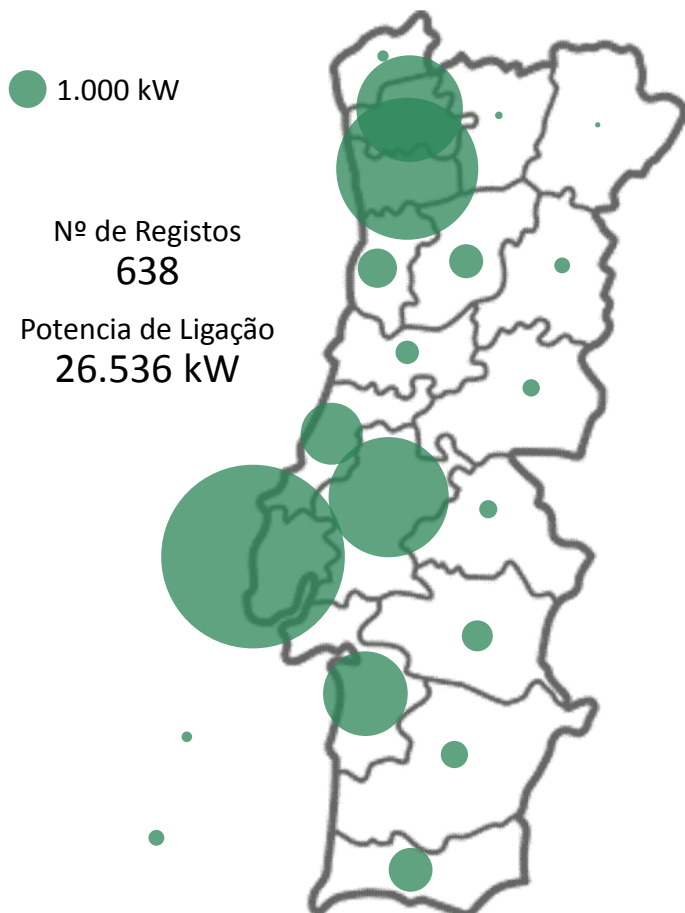 1.000 kW
Nº de Registos
638
Potencia de Ligação
26.536 kW